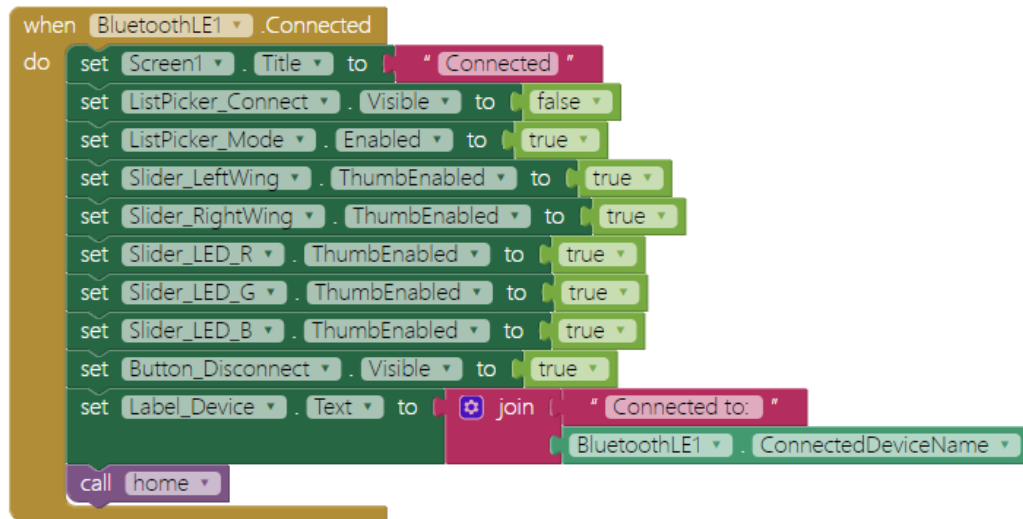 when BluetoothLE1 .Connected
do set Screen1 . Title to " Connected "
set ListPicker_Connect . Visible to false
set ListPicker_Mode . Enabled to true
set Slider_LeftWing . ThumbEnabled to true
set Slider_RightWing . ThumbEnabled to true
set Slider_LED_R . ThumbEnabled to true
set Slider_LED_G . ThumbEnabled to true
set Slider_LED_B . ThumbEnabled to true
set Button_Disconnect . Visible to true
set Label_Device . Text to join " Connected to: "
BluetoothLE1 . ConnectedDeviceName
call home